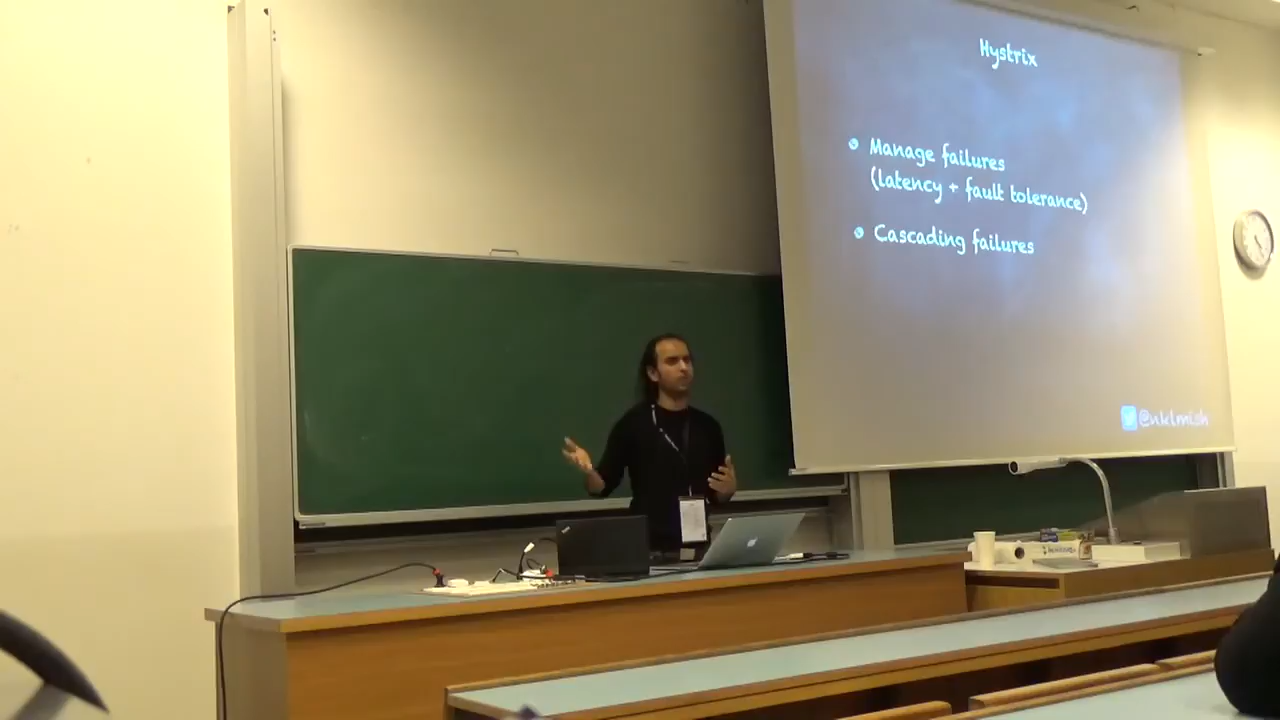 Hystrix
Manage failures
(latency + fault tolerance)
Cascading failures
@nklmish